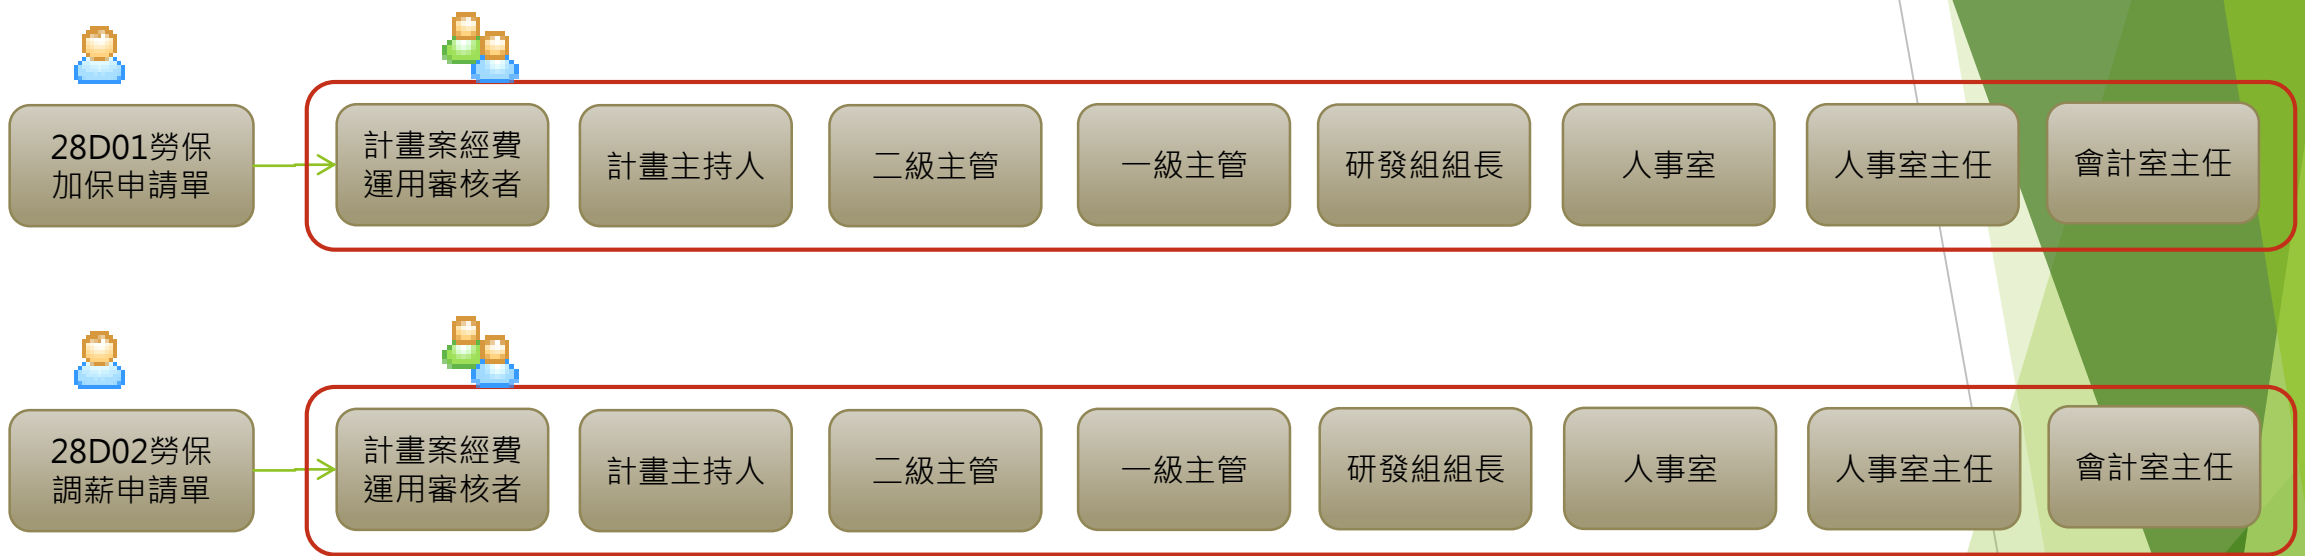 28D01勞保
加保申請單
計畫案經費
運用審核者
計畫主持人
二級主管
一級主管
研發組組長
人事室
人事室主任
會計室主任
28D02勞保
調薪申請單
計畫案經費
運用審核者
計畫主持人
二級主管
一級主管
研發組組長
人事室
人事室主任
會計室主任